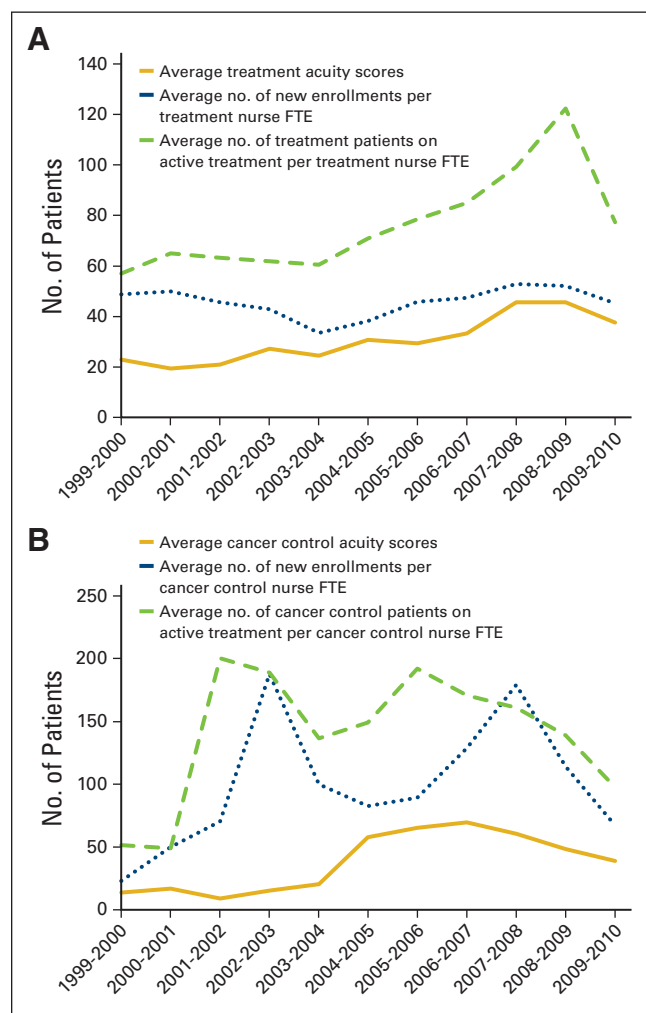 A
140
120
100
80
60
40
20
0
No. of Patients
Average treatment acuity scores
Average no. of new enrollments per
treatment nurse FTE
Average no. of treatment patients on
active treatment per treatment nurse FTE
1999-2000
2000-2001
2001-2002
2002-2003
2003-2004
2004-2005
2005-2006
2006-2007
2007-2008
2008-2009
2009-2010
B
Average cancer control acuity scores
Average no. of new enrollments per
cancer control nurse FTE
Average no. of cancer control patients on
active treatment per cancer control nurse FTE
250
200
150
100
50
0
No. of Patients
1999-2000
2000-2001
2001-2002
2002-2003
2003-2004
2004-2005
2005-2006
2006-2007
2007-2008
2008-2009
2009-2010